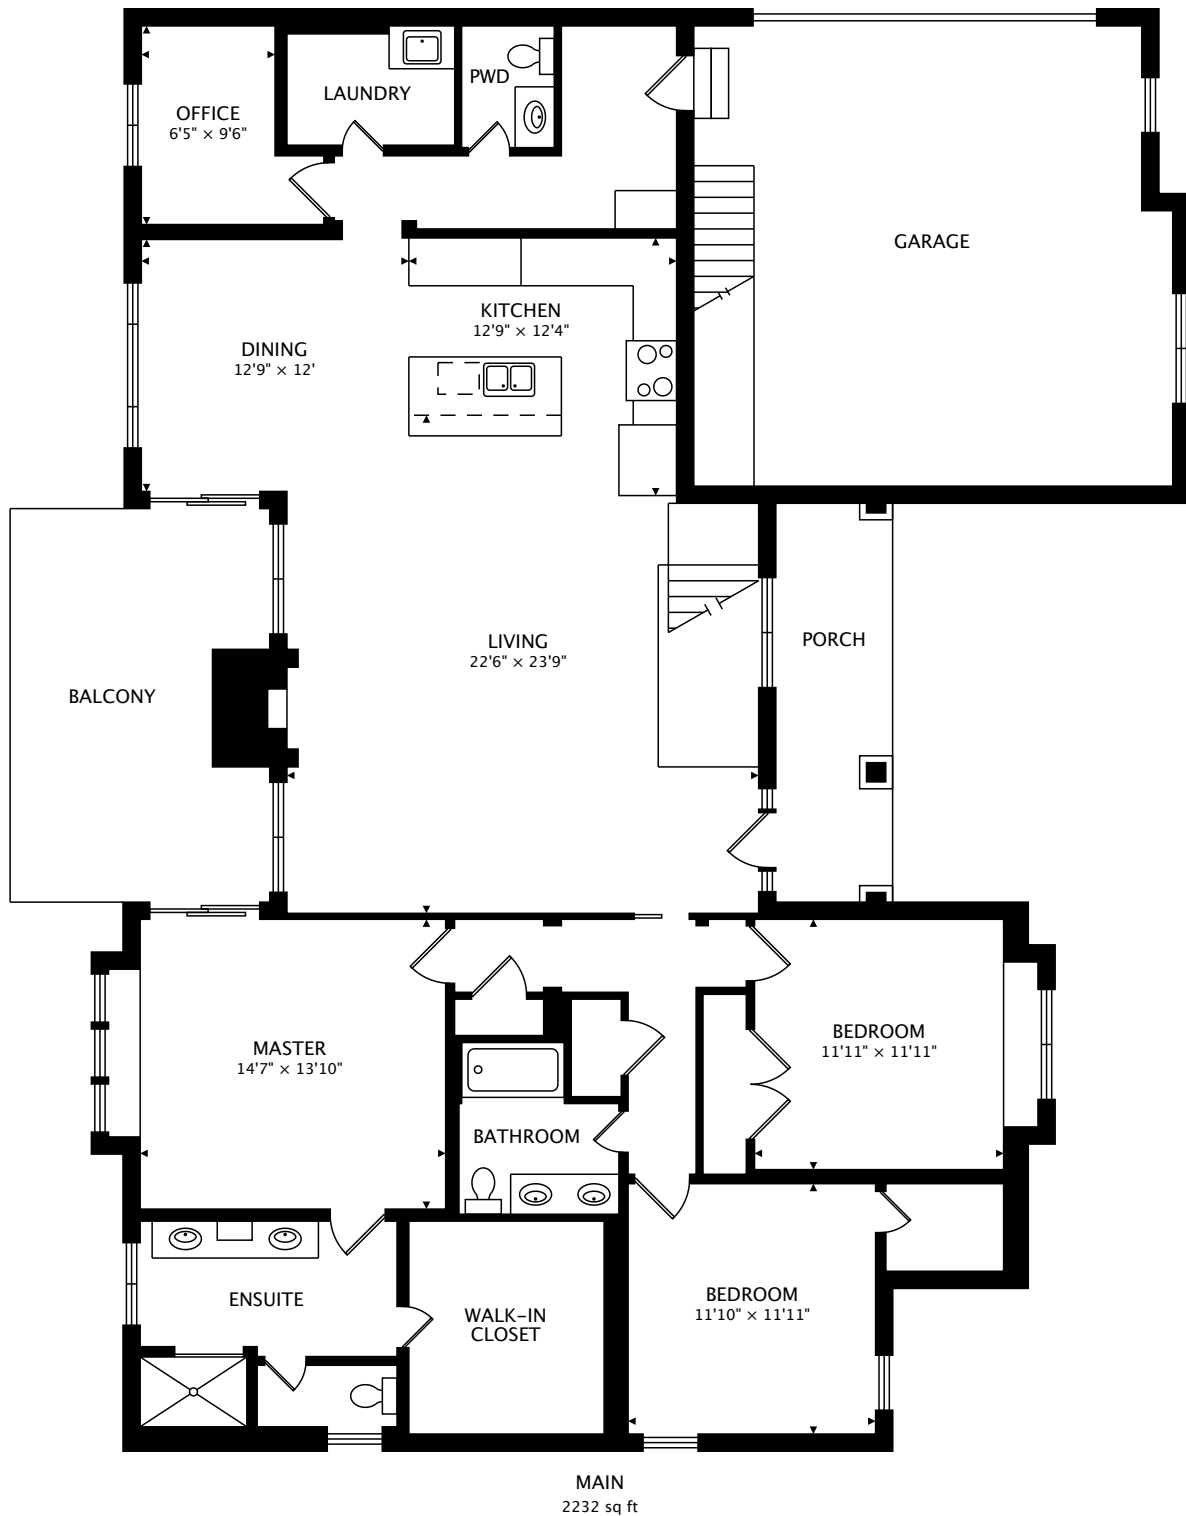 PWD
LAUNDRY
OFFICE
6'5" × 9'6"
GARAGE
KITCHEN
12'9" × 12'4"
DINING
12'9" × 12'
LIVING
22'6" × 23'9"
PORCH
BALCONY
BEDROOM
11'11" × 11'11"
MASTER
14'7" × 13'10"
BATHROOM
ENSUITE
BEDROOM
11'10" × 11'11"
WALK-IN
CLOSET
MAIN
2232 sq ft